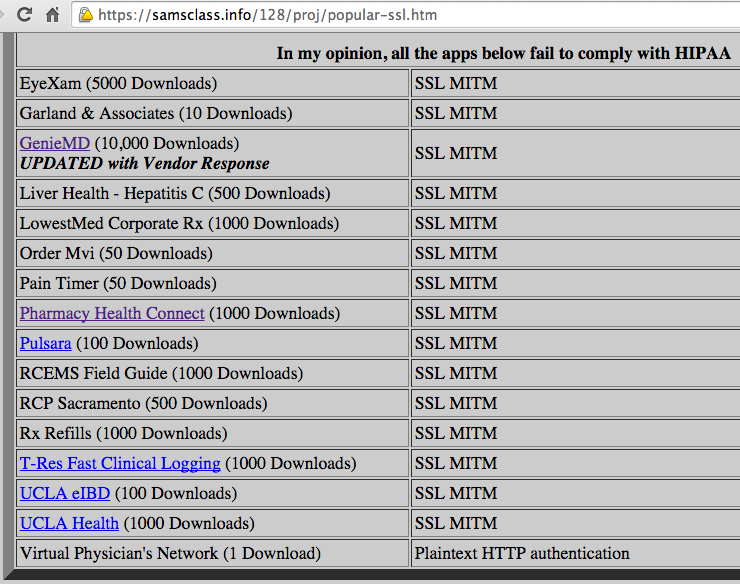 https://samsclass.info/128/proj/popular-ssl.htm
In my opinion, all the apps below fail to comply with HIPAA
EyeXam (5000 Downloads) SSL MITM
Garland & Associates (10 Downloads) SSL MITM
GenieMD (10,000 Downloads)
UPDATED with Vendor Response SSL MITM
Liver Health - Hepatitis C (500 Downloads) SSL MITM
LowestMed Corporate Rx (1000 Downloads) SSL MITM
Order Mvi (50 Downloads) SSL MITM
Pain Timer (50 Downloads) SSL MITM
Pharmacy Health Connect (1000 Downloads) SSL MITM
Pulsara (100 Downloads) SSL MITM
RCEMS Field Guide (1000 Downloads) SSL MITM
RCP Sacramento (500 Downloads) SSL MITM
Rx Refills (1000 Downloads) SSL MITM
T-Res Fast Clinical Logging (1000 Downloads) SSL MITM
UCLA eIBD (100 Downloads) SSL MITM
UCLA Health (1000 Downloads) SSL MITM
Virtual Physician's Network (1 Download) Plaintext HTTP authentication